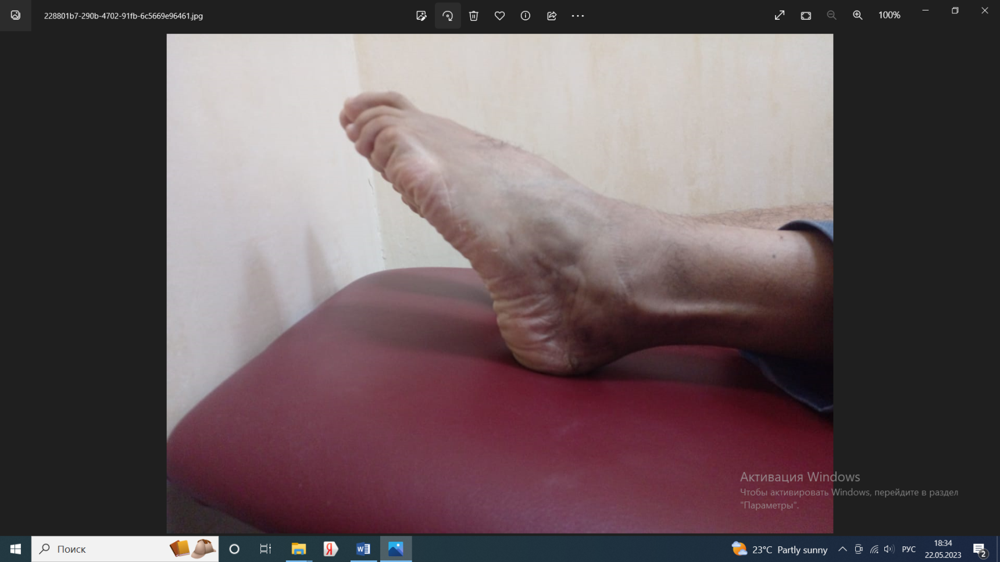 228801b7-290b-4702-91fb-6c5669e96461.jpg
100%
Активация Windows
Чтобы активировать Windows, перейдите в раздел
"Параметры".
Поиск
23°C Partly sunny
РУС
18:34
22.05.2023
2